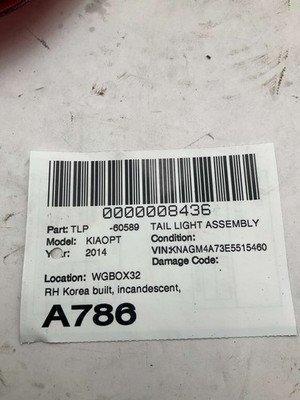 0000008436
Part: TLP -60589 TAIL LIGHT ASSEMBLY
Model: KIAOPT Condition:
Year: 2014 VIN:KNAGM4A73E5515460
Damage Code:
Location: WGBOX32
RH Korea built, incandescent,
A786